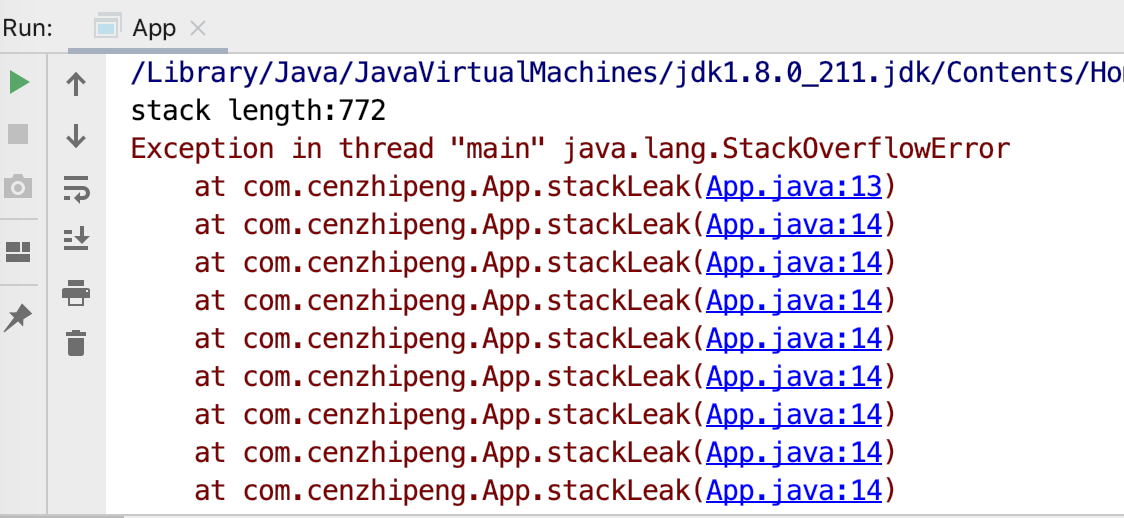 Run: App
/Library/Java/JavaVirtualMachines/jdk1.8.0_211.jdk/Contents/Ho
stack length:772
Exception in thread "main" java.lang.StackOverflowError
at com.cenzhipeng.App.stackLeak(App.java:13)
at com.cenzhipeng.App.stackLeak(App.java:14)
at com.cenzhipeng.App.stackLeak(App.java:14)
at com.cenzhipeng.App.stackLeak(App.java:14)
at com.cenzhipeng.App.stackLeak(App.java:14)
at com.cenzhipeng.App.stackLeak(App.java:14)
at com.cenzhipeng.App.stackLeak(App.java:14)
at com.cenzhipeng.App.stackLeak(App.java:14)
at com.cenzhipeng.App.stackLeak(App.java:14)